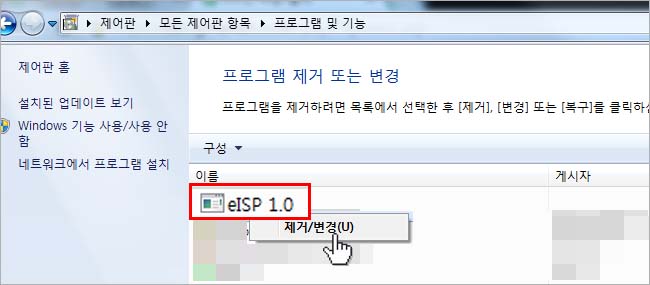 제어판 ▸ 모든 제어판 항목 ▸ 프로그램 및 기능
제어판 홈
설치된 업데이트 보기
Windows 기능 사용/사용 안
함
네트워크에서 프로그램 설치
프로그램 제거 또는 변경
프로그램을 제거하려면 목록에서 선택한 후 [제거], [변경] 또는 [복구]를 클릭하십
구성
이름 게시자
eISP 1.0
제거/변경(U)